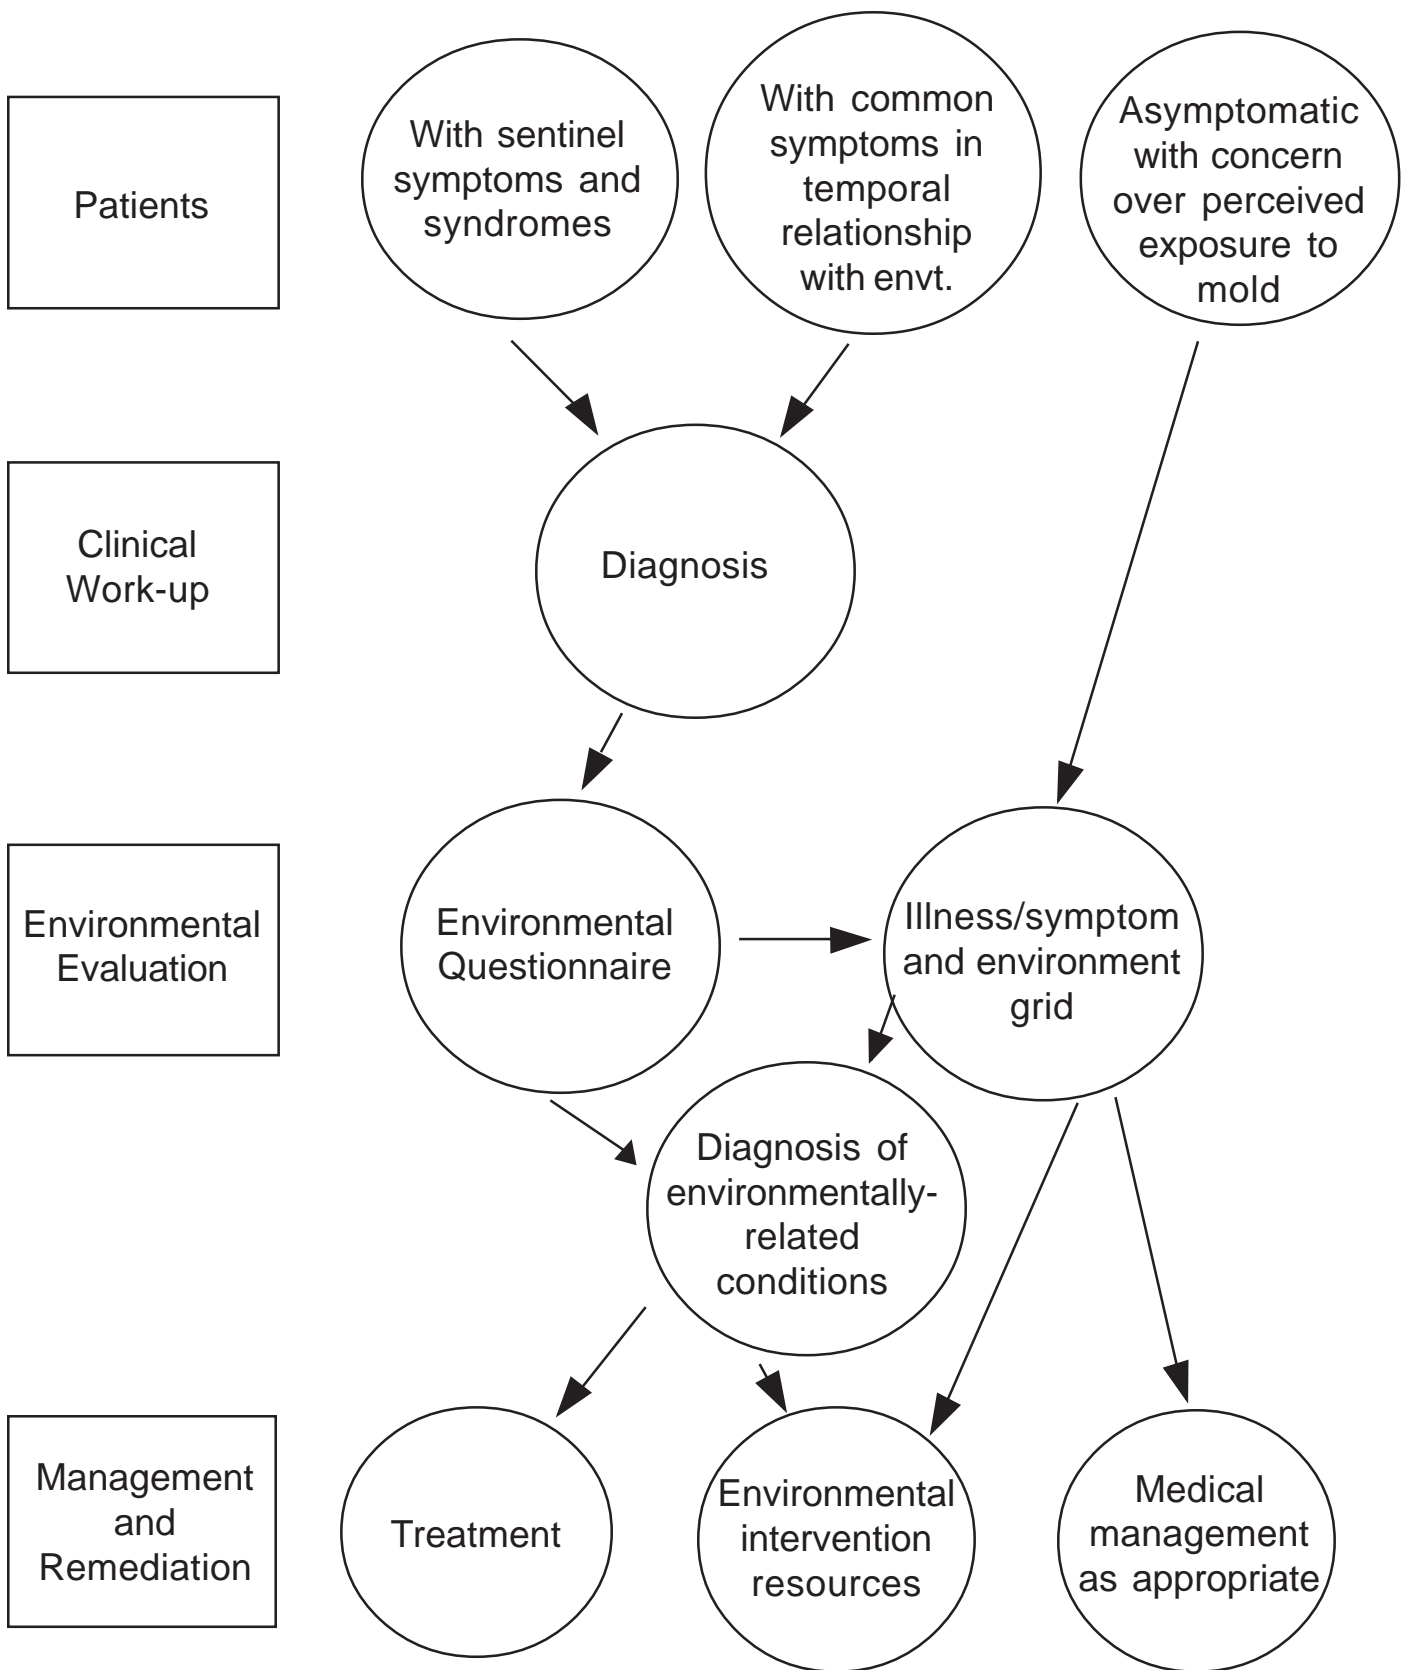 Patients
With sentinel
symptoms and
syndromes
With common
symptoms in
temporal
relationship
with envt.
Asymptomatic
with concern
over perceived
exposure to
mold
Clinical
Work-up
Diagnosis
Environmental
Evaluation
Environmental
Questionnaire
Illness/symptom
and environment
grid
Diagnosis of
environmentally-
related
conditions
Management
and
Remediation
Treatment
Environmental
intervention
resources
Medical
management
as appropriate